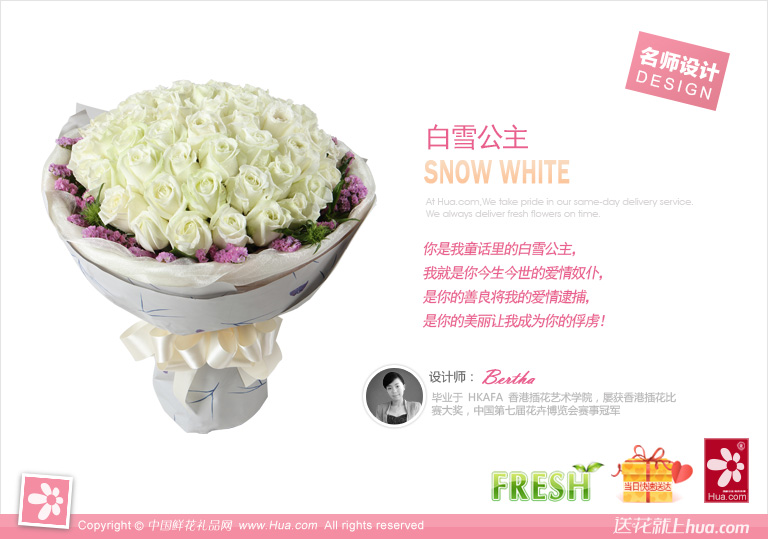 名师设计
DESIGN
白雪公主
SNOW WHITE
At Hua.com,We take pride in our same-day delivery service.
We always deliver fresh flowers on time.
你是我童话里的白雪公主，
我就是你今生今世的爱情奴仆，
是你的善良将我的爱情逮捕，
是你的美丽让我成为你的俘虏！
设计师： Bertha
毕业于 HKAFA 香港插花艺术学院，屡获香港插花比
赛大奖，中国第七届花卉博览会赛事冠军
FRESH
当日快速送达
Hua.com
Copyright © 中国鲜花礼品网 www.Hua.com All rights reserved
送花就上hua.com